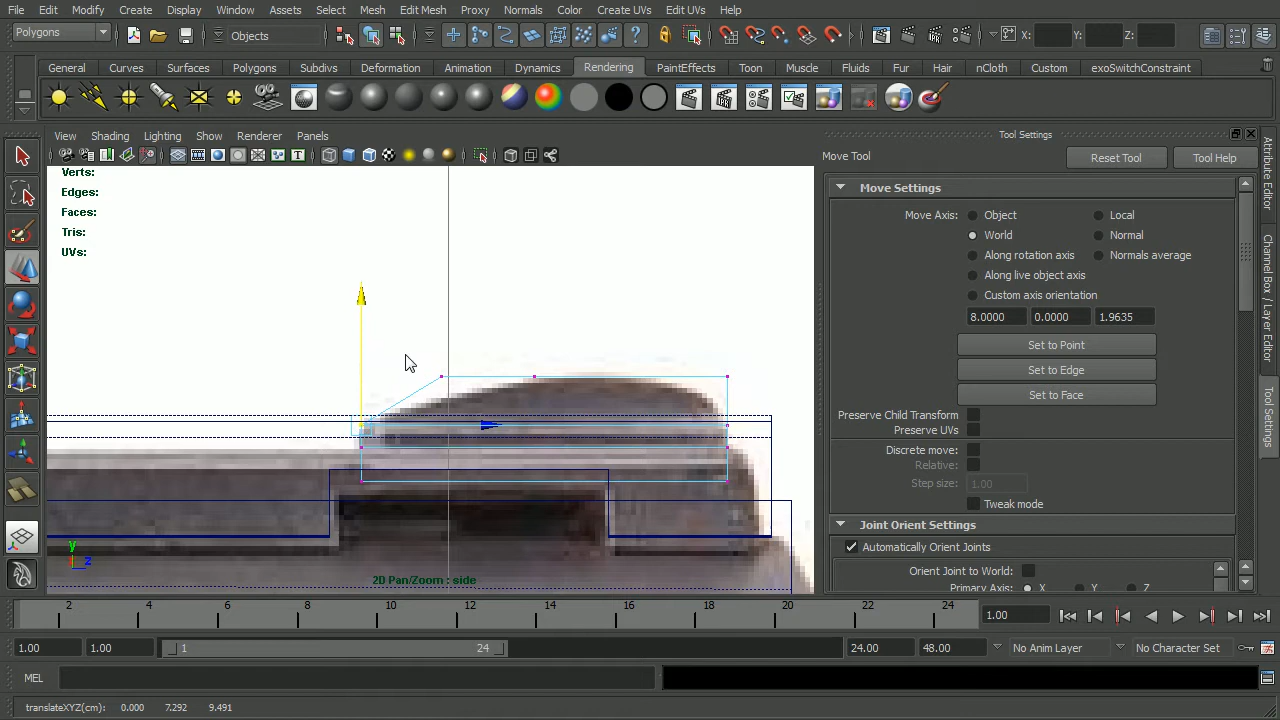 File Edit Modify Create Display Window Assets Select Mesh Edit Mesh Proxy Normals Color Create UVs Edit UVs Help
Polygons Objects X: Y: Z:
General Curves Surfaces Polygons Subdivs Deformation Animation Dynamics Rendering PaintEffects Toon Muscle Fluids Fur Hair nCloth Custom exoSwitchConstraint
View Shading Lighting Show Renderer Panels
Tool Settings
Move Tool Reset Tool Tool Help
Verts:
Edges:
Faces:
Tris:
UVs:
Move Settings
Move Axis: Object Local
World Normal
Along rotation axis Normals average
Along live object axis
Custom axis orientation
8.0000 0.0000 1.9635
Set to Point
Set to Edge
Set to Face
Preserve Child Transform
Preserve UVs
Discrete move:
Relative:
Step size: 1.00
Tweak mode
Joint Orient Settings
Automatically Orient Joints
Orient Joint to World:
Primary Axis: X Y Z
Attribute Editor
Channel Box / Layer Editor
Tool Settings
y
z
2D Pan/Zoom : side
2 4 6 8 10 12 14 16 18 20 22 24 1.00
1.00 1.00 1 24 24.00 48.00 No Anim Layer No Character Set
MEL
translateXYZ(cm): 0.000 7.292 9.491